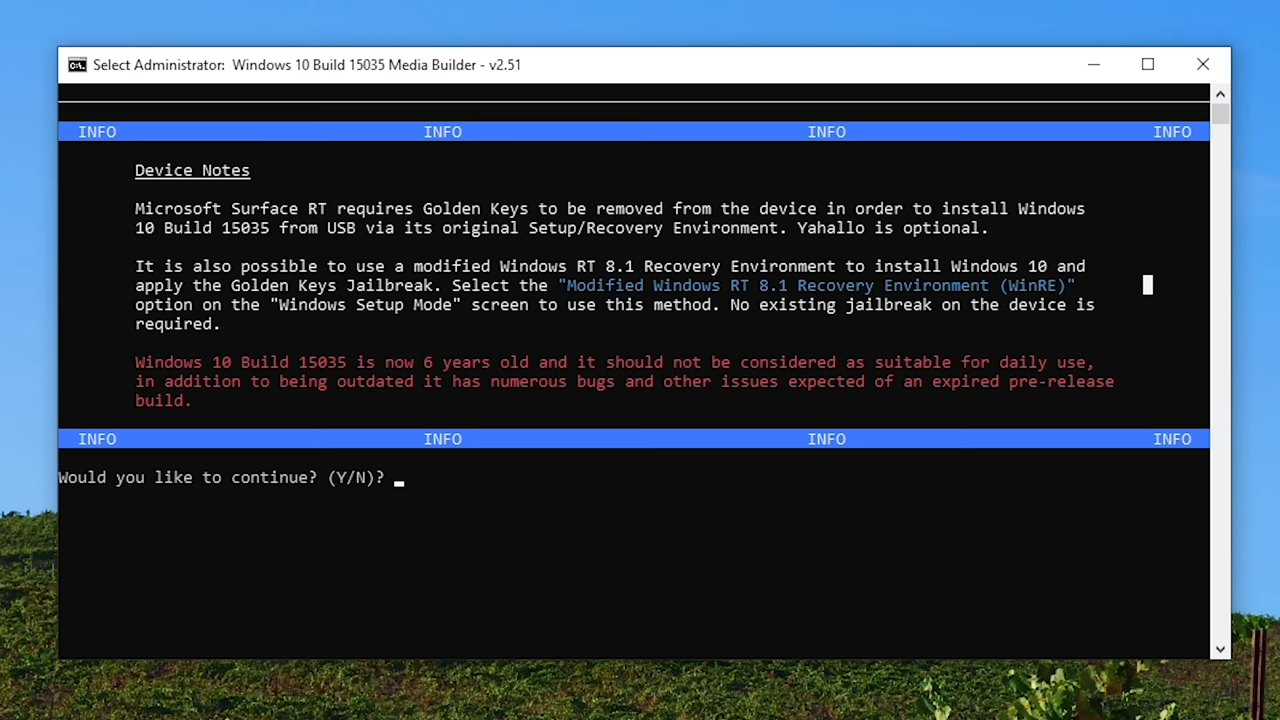 Select Administrator:  Windows 10 Build 15035 Media Builder - v2.51
INFO INFO INFO INFO
Device Notes
Microsoft Surface RT requires Golden Keys to be removed from the device in order to install Windows
10 Build 15035 from USB via its original Setup/Recovery Environment. Yahallo is optional.
It is also possible to use a modified Windows RT 8.1 Recovery Environment to install Windows 10 and
apply the Golden Keys Jailbreak. Select the "Modified Windows RT 8.1 Recovery Environment (WinRE)"
option on the "Windows Setup Mode" screen to use this method. No existing jailbreak on the device is
required.
Windows 10 Build 15035 is now 6 years old and it should not be considered as suitable for daily use,
in addition to being outdated it has numerous bugs and other issues expected of an expired pre-release
build.
INFO INFO INFO INFO
Would you like to continue? (Y/N)?